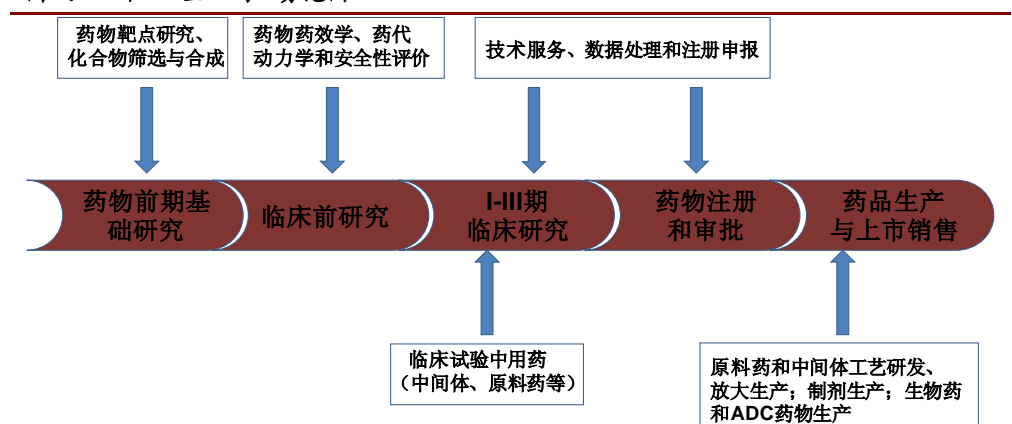 药物靶点研究、
化合物筛选与合成
药物药效学、药代
动力学和安全性评价
技术服务、数据处理和注册申报
药物前期基
础研究
临床前研究
I-III期
临床研究
药物注册
和审批
药品生产
与上市销售
临床试验中用药
（中间体、原料药等）
原料药和中间体工艺研发、
放大生产；制剂生产；生物药
和ADC药物生产